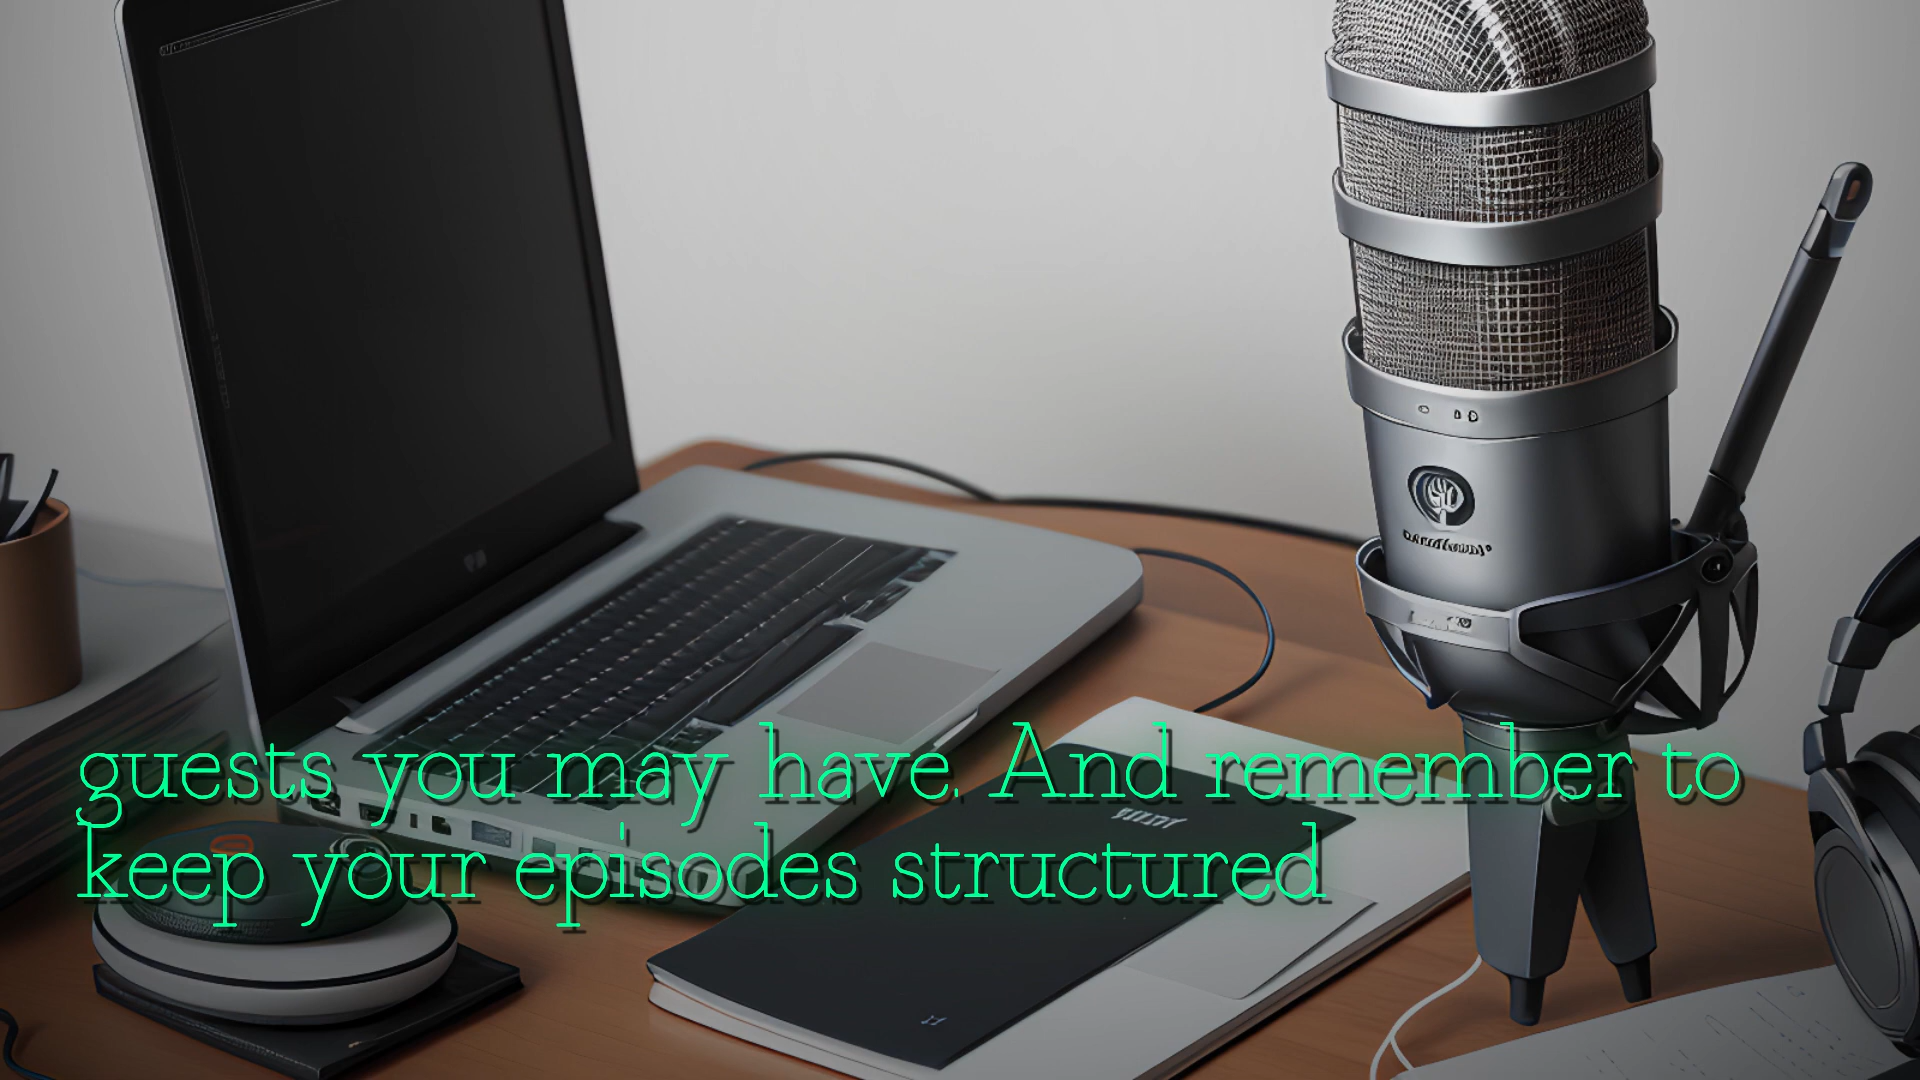 guests you may have. And remember to
keep your episodes structured